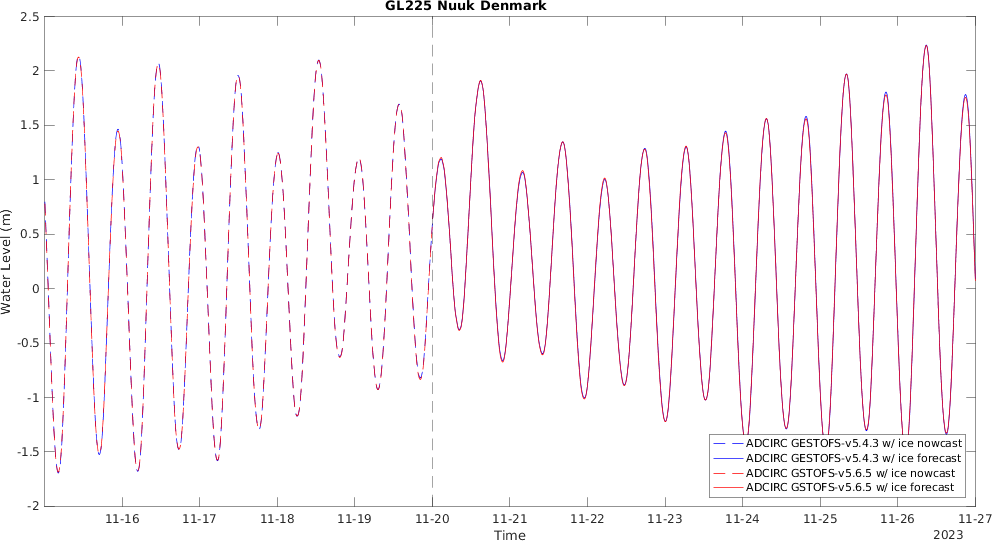 GL225 Nuuk Denmark
2.5
2
1.5
1
0.5
0
-0.5
-1
-1.5
-2
Water Level (m)
ADCIRC GESTOFS-v5.4.3 w/ ice nowcast
ADCIRC GESTOFS-v5.4.3 w/ ice forecast
ADCIRC GSTOFS-v5.6.5 w/ ice nowcast
ADCIRC GSTOFS-v5.6.5 w/ ice forecast
11-16 11-17 11-18 11-19 11-20 11-21 11-22 11-23 11-24 11-25 11-26 11-27
Time
2023